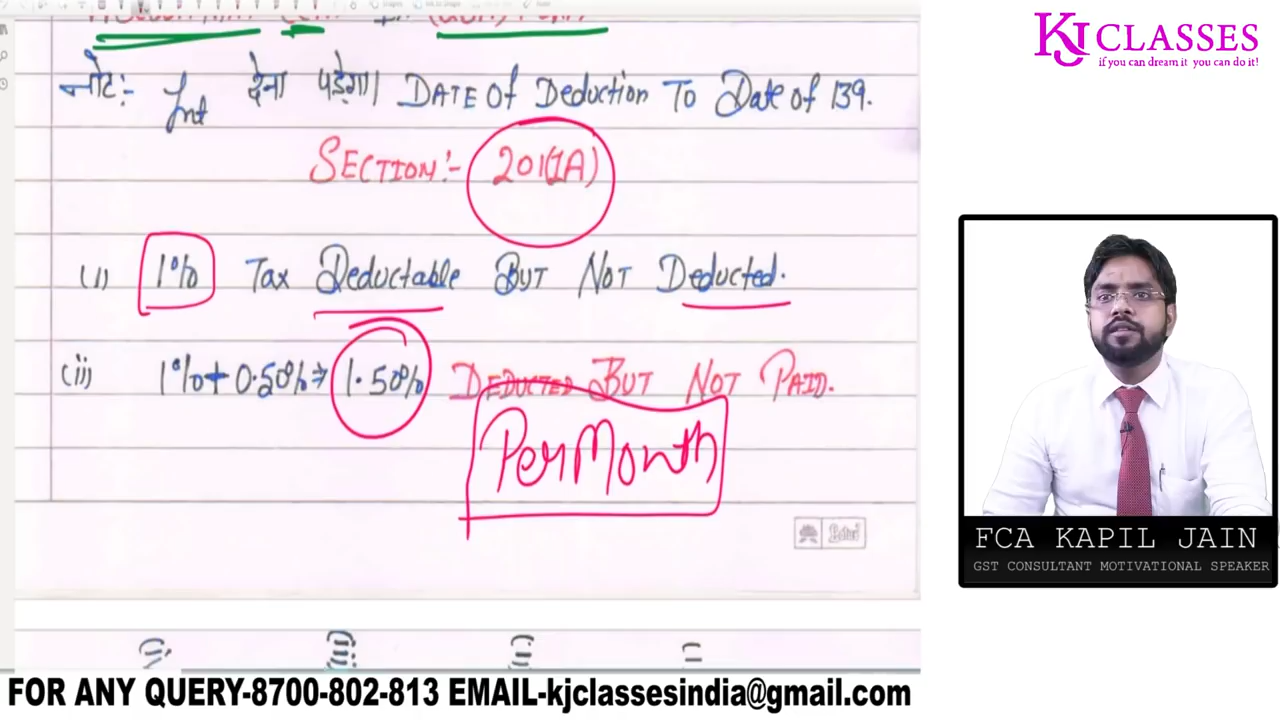 नोट:- Int देना पड़ेगा। DATE of Deduction To Date of 139.
SECTION:- 201(1A)
(i) 1% Tax Deductable BUT NOT Deducted.
(ii) 1% + 0.50% ⇒ 1.50% DEDUCTED BUT NOT PAID.
Per Month
KJ CLASSES
if you can dream it you can do it!
FCA KAPIL JAIN
GST CONSULTANT MOTIVATIONAL SPEAKER
FOR ANY QUERY-8700-802-813 EMAIL-kjclassesindia@gmail.com